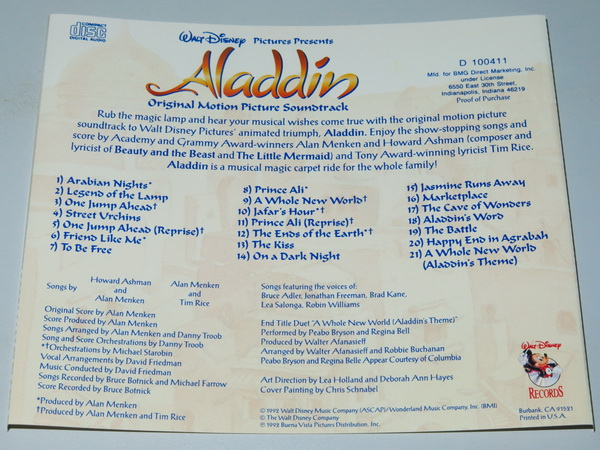 COMPACT
disc
DIGITAL AUDIO
WALT DISNEY Pictures Presents
Aladdin
Original Motion Picture Soundtrack
D 100411
Mfd. for BMG Direct Marketing, Inc.
under License
6550 East 30th Street,
Indianapolis, Indiana 46219
Proof of Purchase
Rub the magic lamp and hear your musical wishes come true with the original motion picture
soundtrack to Walt Disney Pictures' animated triumph, Aladdin. Enjoy the show-stopping songs and
score by Academy and Grammy Award-winners Alan Menken and Howard Ashman (composer and
lyricist of Beauty and the Beast and The Little Mermaid) and Tony Award-winning lyricist Tim Rice.
Aladdin is a musical magic carpet ride for the whole family!
1) Arabian Nights*
2) Legend of the Lamp
3) One Jump Ahead†
4) Street Urchins
5) One Jump Ahead (Reprise)†
6) Friend Like Me*
7) To Be Free
8) Prince Ali*
9) A Whole New World†
10) Jafar's Hour*†
11) Prince Ali (Reprise)†
12) The Ends of the Earth*†
13) The Kiss
14) On a Dark Night
15) Jasmine Runs Away
16) Marketplace
17) The Cave of Wonders
18) Aladdin's Word
19) The Battle
20) Happy End in Agrabah
21) A Whole New World
(Aladdin's Theme)
Songs by
Howard Ashman
and
Alan Menken
Alan Menken
and
Tim Rice
Original Score by Alan Menken
Score Produced by Alan Menken
Songs Arranged by Alan Menken and Danny Troob
Song and Score Orchestrations by Danny Troob
*†Orchestrations by Michael Starobin
Vocal Arrangements by David Friedman
Music Conducted by David Friedman
Songs Recorded by Bruce Botnick and Michael Farrow
Score Recorded by Bruce Botnick
*Produced by Alan Menken
†Produced by Alan Menken and Tim Rice
Songs featuring the voices of:
Bruce Adler, Jonathan Freeman, Brad Kane,
Lea Salonga, Robin Williams
End Title Duet "A Whole New World (Aladdin's Theme)"
Performed by Peabo Bryson and Regina Bell
Produced by Walter Afanasieff
Arranged by Walter Afanasieff and Robbie Buchanan
Peabo Bryson and Regina Belle Appear Courtesy of Columbia
Art Direction by Lea Holland and Deborah Ann Hayes
Cover Painting by Chris Schnabel
© 1992 Walt Disney Music Company (ASCAP)/Wonderland Music Company, Inc. (BMI)
© The Walt Disney Company
℗ 1992 Buena Vista Pictures Distribution, Inc.
WALT DISNEY
RECORDS
Burbank, CA 91521
Printed in U.S.A.